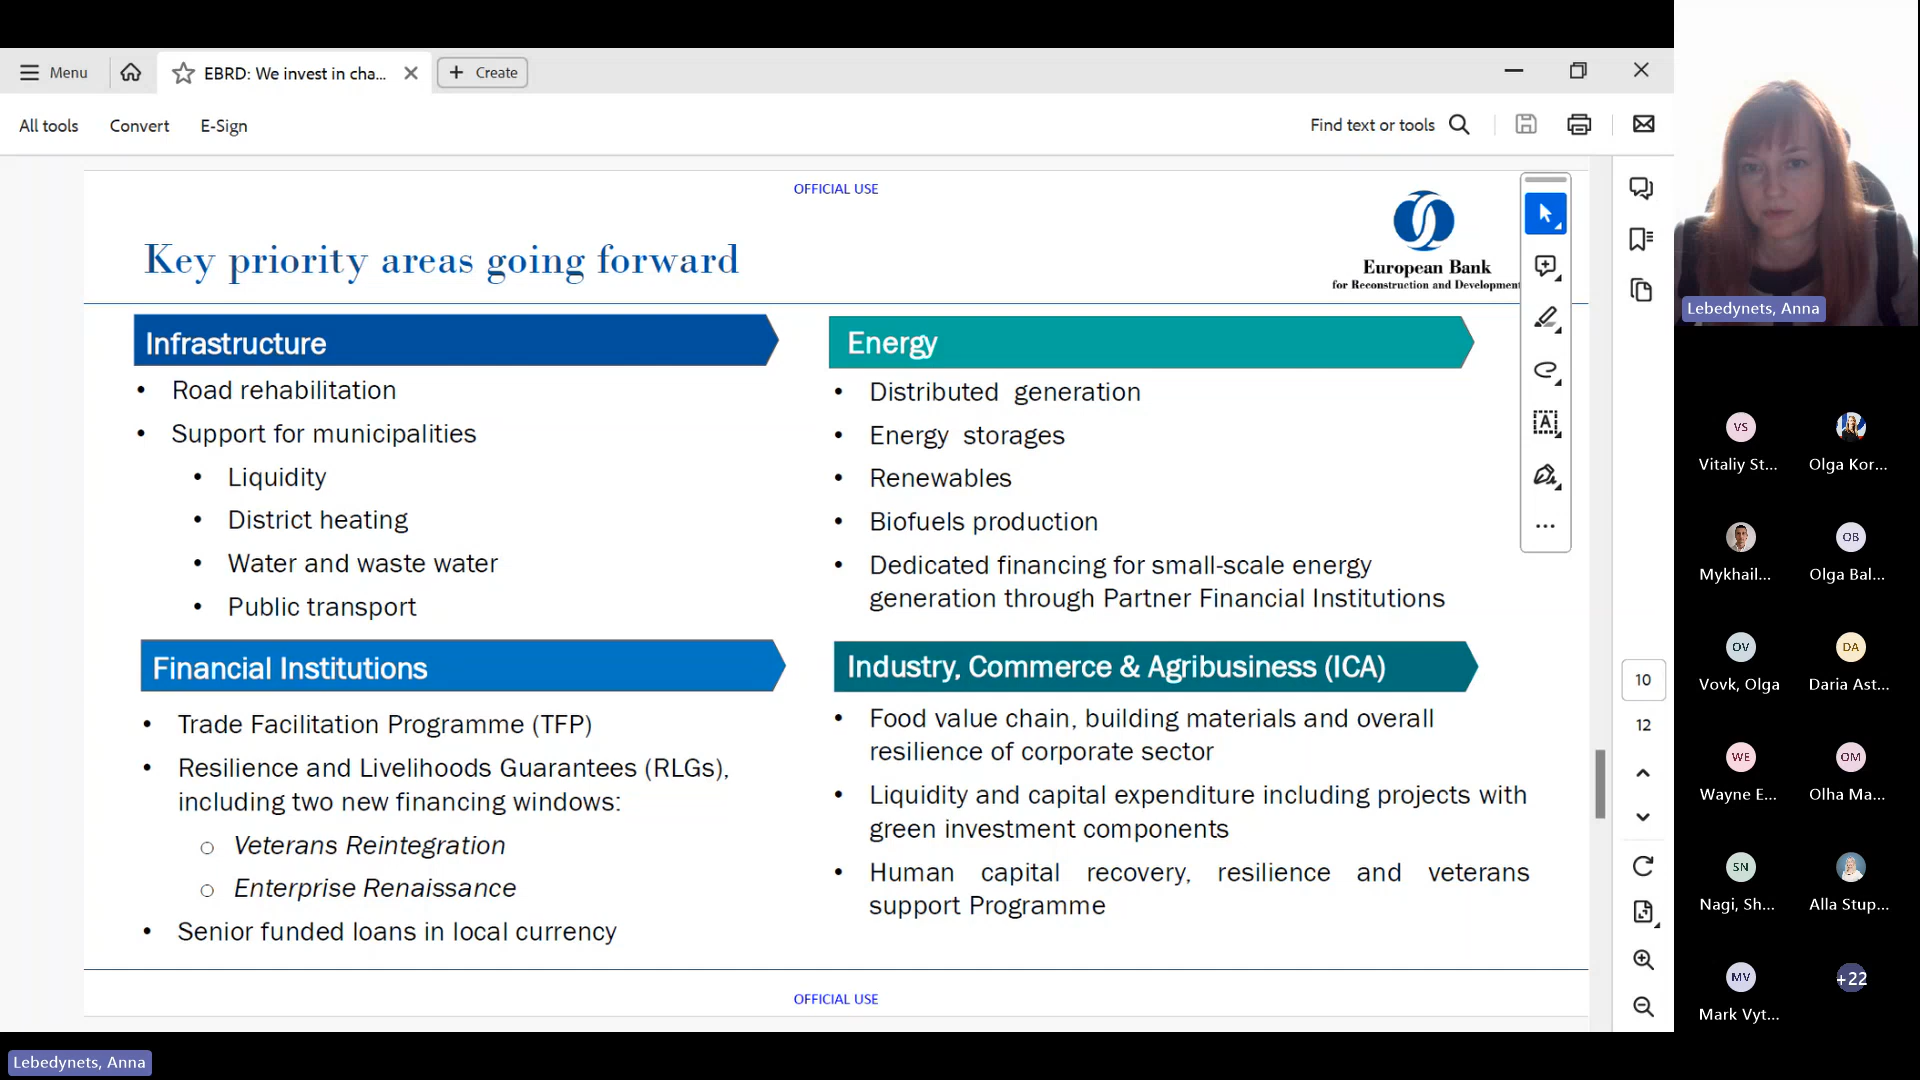 Menu
EBRD: We invest in cha...
Create
All tools
Convert
E-Sign
Find text or tools
OFFICIAL USE
Key priority areas going forward
European Bank
for Reconstruction and Development
Infrastructure
• Road rehabilitation
• Support for municipalities
• Liquidity
• District heating
• Water and waste water
• Public transport
Energy
• Distributed generation
• Energy storages
• Renewables
• Biofuels production
• Dedicated financing for small-scale energy
generation through Partner Financial Institutions
Financial Institutions
• Trade Facilitation Programme (TFP)
• Resilience and Livelihoods Guarantees (RLGs),
including two new financing windows:
○ Veterans Reintegration
○ Enterprise Renaissance
• Senior funded loans in local currency
Industry, Commerce & Agribusiness (ICA)
• Food value chain, building materials and overall
resilience of corporate sector
• Liquidity and capital expenditure including projects with
green investment components
• Human capital recovery, resilience and veterans
support Programme
OFFICIAL USE
10
12
Lebedynets, Anna
VS
Vitaliy St...
Olga Kor...
Mykhail...
OB
Olga Bal...
OV
Vovk, Olga
DA
Daria Ast...
WE
Wayne E...
OM
Olha Ma...
SN
Nagi, Sh...
Alla Stup...
MV
Mark Vyt...
+22
Lebedynets, Anna